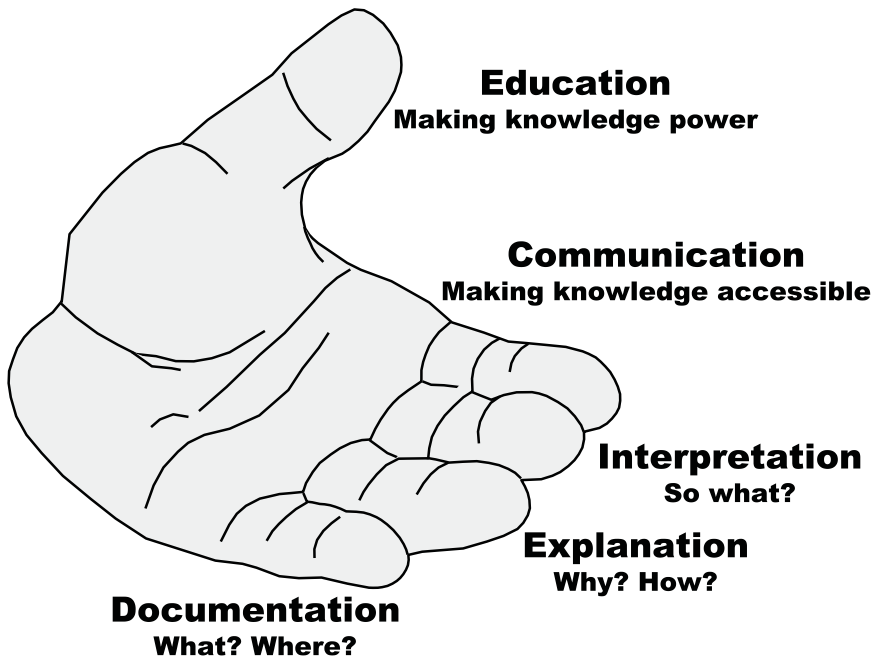 Education
Making knowledge power
Communication
Making knowledge accessible
Interpretation
So what?
Explanation
Why? How?
Documentation
What? Where?